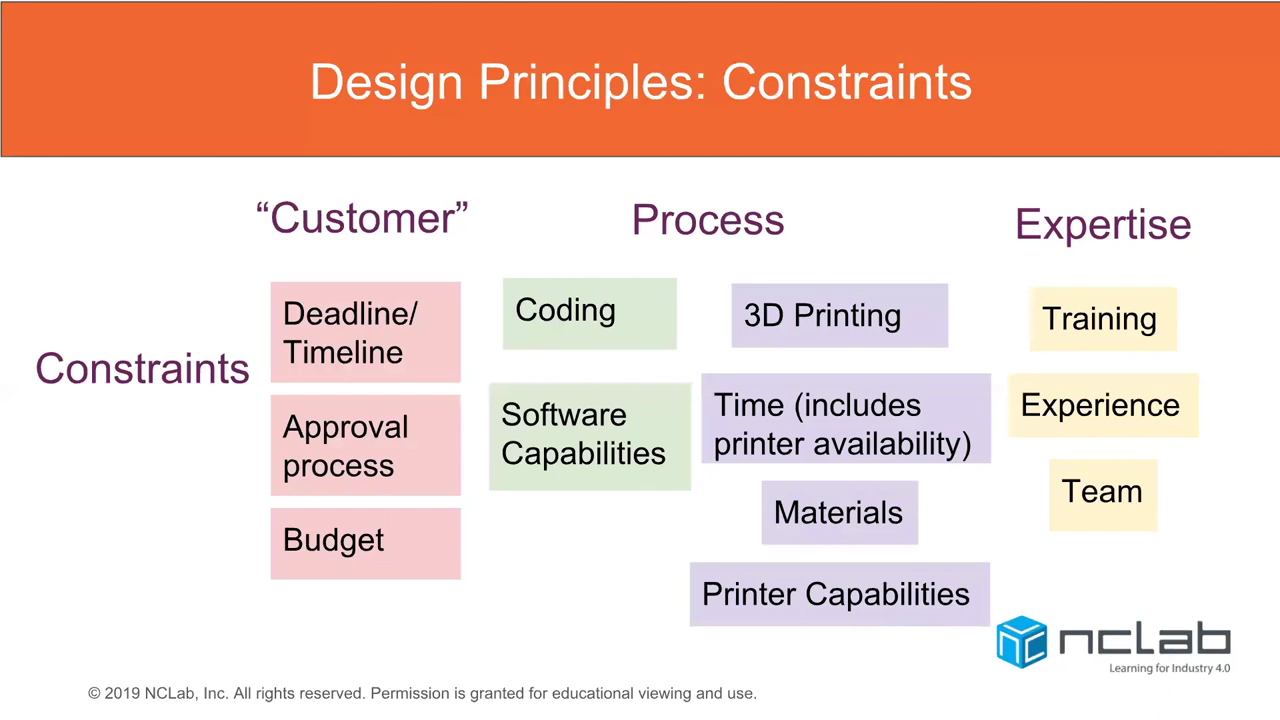 Design Principles: Constraints
“Customer”
Process
Expertise
Constraints
Deadline/
Timeline
Approval
process
Budget
Coding
Software
Capabilities
3D Printing
Time (includes
printer availability)
Materials
Printer Capabilities
Training
Experience
Team
nclab
Learning for Industry 4.0
© 2019 NCLab, Inc. All rights reserved. Permission is granted for educational viewing and use.